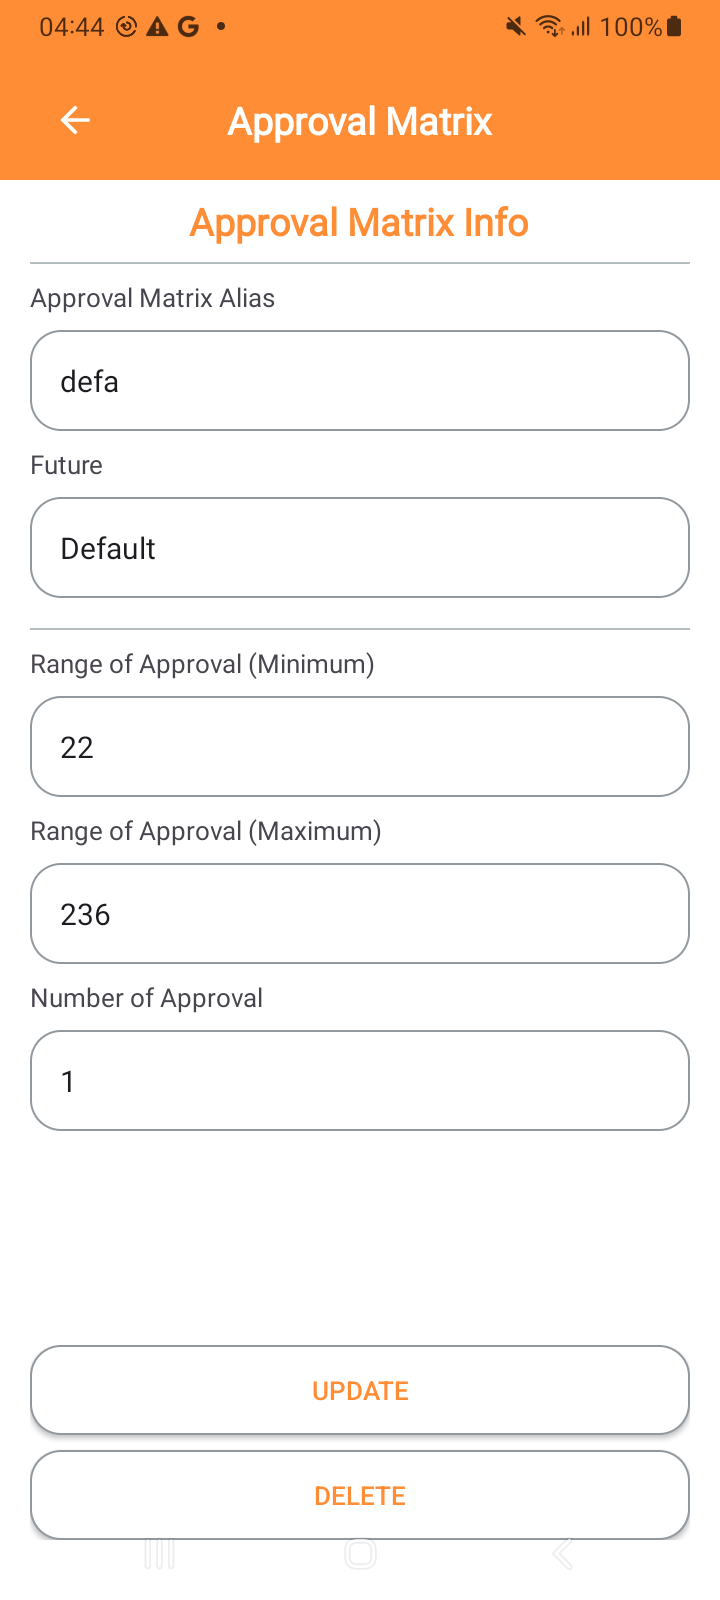 04:44 100%
Approval Matrix
Approval Matrix Info
Approval Matrix Alias
defa
Future
Default
Range of Approval (Minimum)
22
Range of Approval (Maximum)
236
Number of Approval
1
UPDATE
DELETE